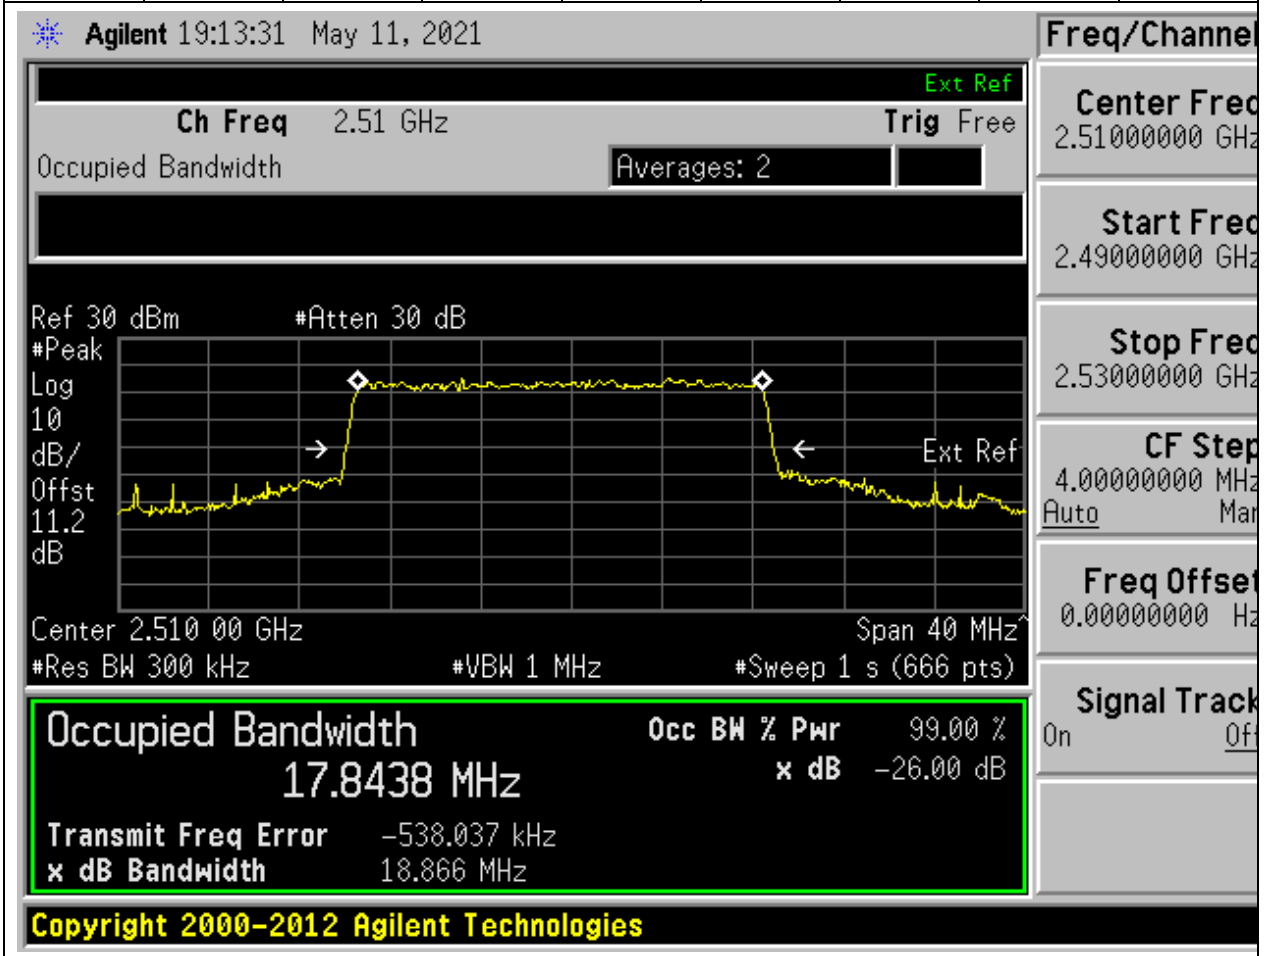 Agilent 19:13:31 May 11, 2021
Freq/Channel
Ext Ref
Ch Freq 2.51 GHz Trig Free
Occupied Bandwidth Averages: 2
Center Freq
2.51000000 GHz
Start Freq
2.49000000 GHz
Stop Freq
2.53000000 GHz
CF Step
4.00000000 MHz
Auto Man
Freq Offset
0.00000000 Hz
Signal Track
On Off
Ref 30 dBm #Atten 30 dB
#Peak
Log
10
dB/
Offst
11.2
dB
Ext Ref
Center 2.510 00 GHz Span 40 MHz^
#Res BW 300 kHz #VBW 1 MHz #Sweep 1 s (666 pts)
Occupied Bandwidth Occ BW % Pwr 99.00 %
17.8438 MHz x dB -26.00 dB
Transmit Freq Error -538.037 kHz
x dB Bandwidth 18.866 MHz
Copyright 2000-2012 Agilent Technologies